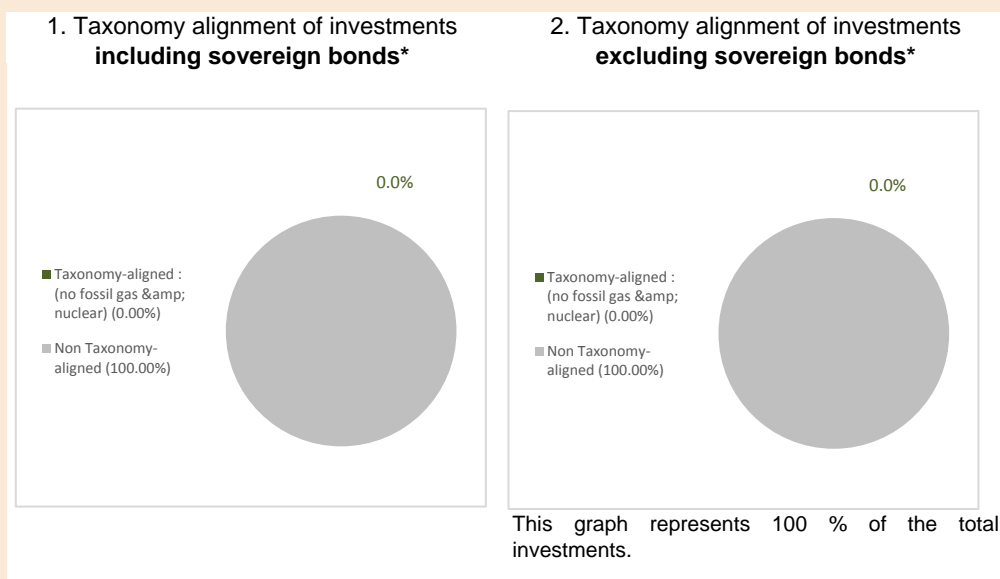 1. Taxonomy alignment of investments
including sovereign bonds*
0.0%
Taxonomy-aligned :
(no fossil gas &amp;amp;
nuclear) (0.00%)
Non Taxonomy-
aligned (100.00%)
2. Taxonomy alignment of investments
excluding sovereign bonds*
0.0%
Taxonomy-aligned :
(no fossil gas &amp;amp;
nuclear) (0.00%)
Non Taxonomy-
aligned (100.00%)
This graph represents 100 % of the total
investments.